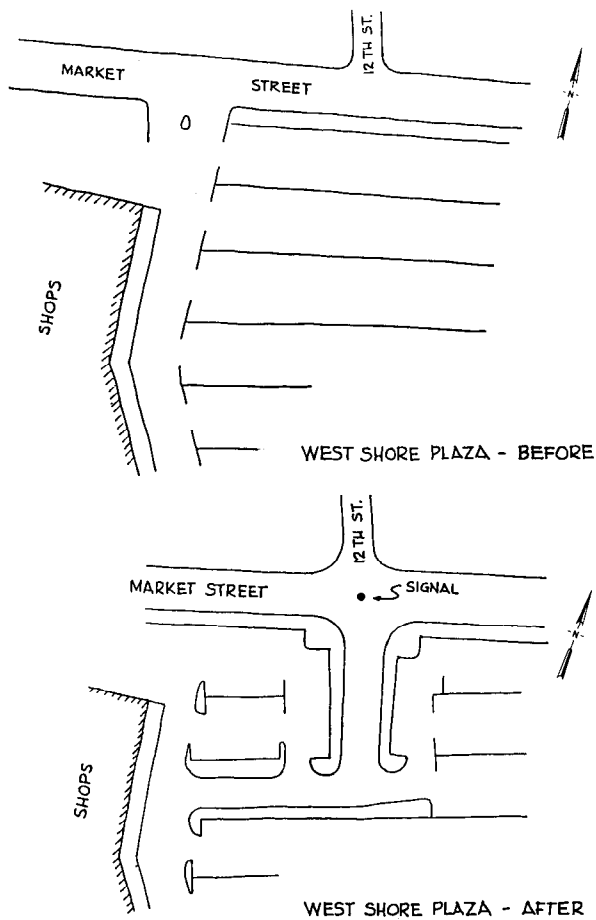 12TH ST.
MARKET STREET
N
SHOPS
WEST SHORE PLAZA - BEFORE
12TH ST.
MARKET STREET
SIGNAL
N
SHOPS
WEST SHORE PLAZA - AFTER